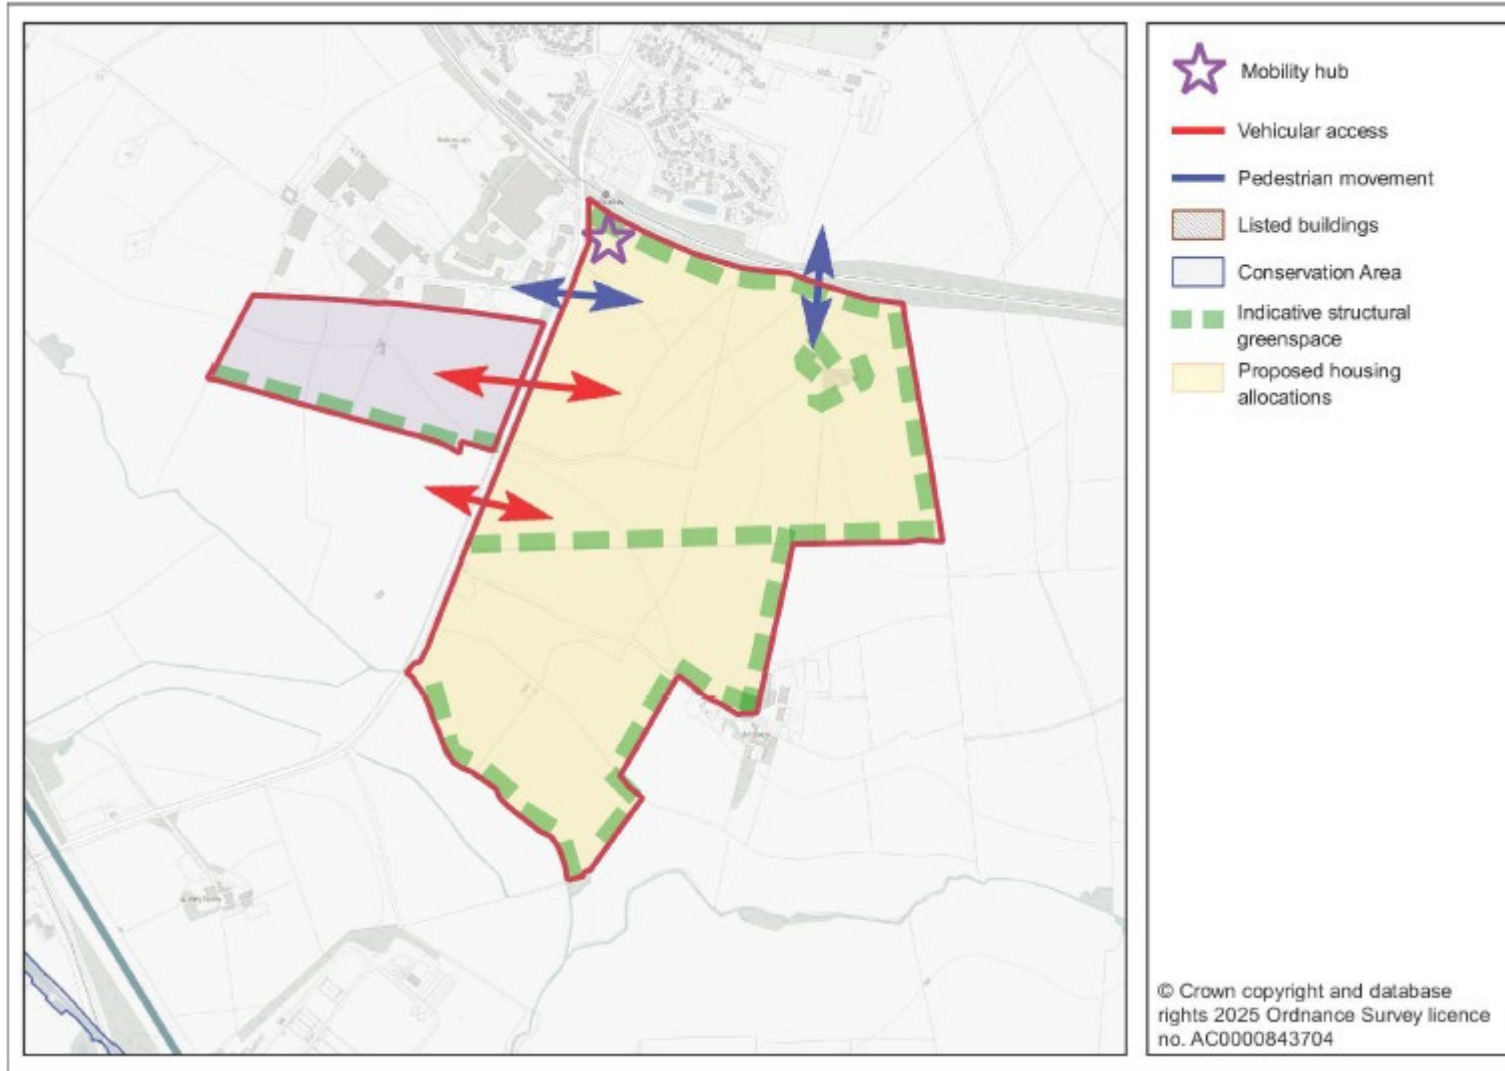 Mobility hub
Vehicular access
Pedestrian movement
Listed buildings
Conservation Area
Indicative structural
greenspace
Proposed housing
allocations
© Crown copyright and database
rights 2025 Ordnance Survey licence
no. AC0000843704